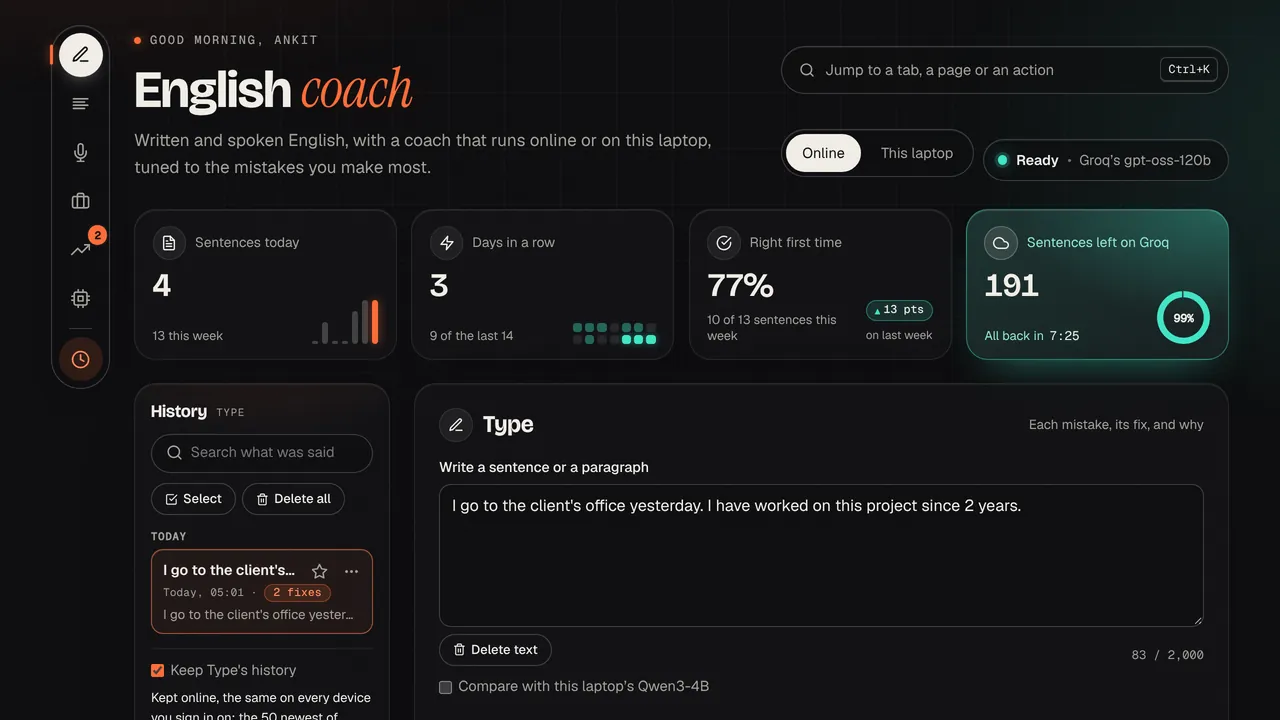 GOOD MORNING, ANKIT
English coach
Written and spoken English, with a coach that runs online or on this laptop,
tuned to the mistakes you make most.
Jump to a tab, a page or an action
Ctrl+K
Online
This laptop
Ready · Groq's gpt-oss-120b
2
Sentences today
4
13 this week
Days in a row
3
9 of the last 14
Right first time
77%
10 of 13 sentences this
week
▲ 13 pts
on last week
Sentences left on Groq
191
All back in 7:25
99%
History TYPE
Search what was said
Select
Delete all
TODAY
I go to the client's…
Today, 05:01 · 2 fixes
I go to the client's office yester…
Keep Type's history
Kept online, the same on every device
you sign in on: the 50 newest of
Type
Each mistake, its fix, and why
Write a sentence or a paragraph
I go to the client's office yesterday. I have worked on this project since 2 years.
Delete text
83 / 2,000
Compare with this laptop's Qwen3-4B